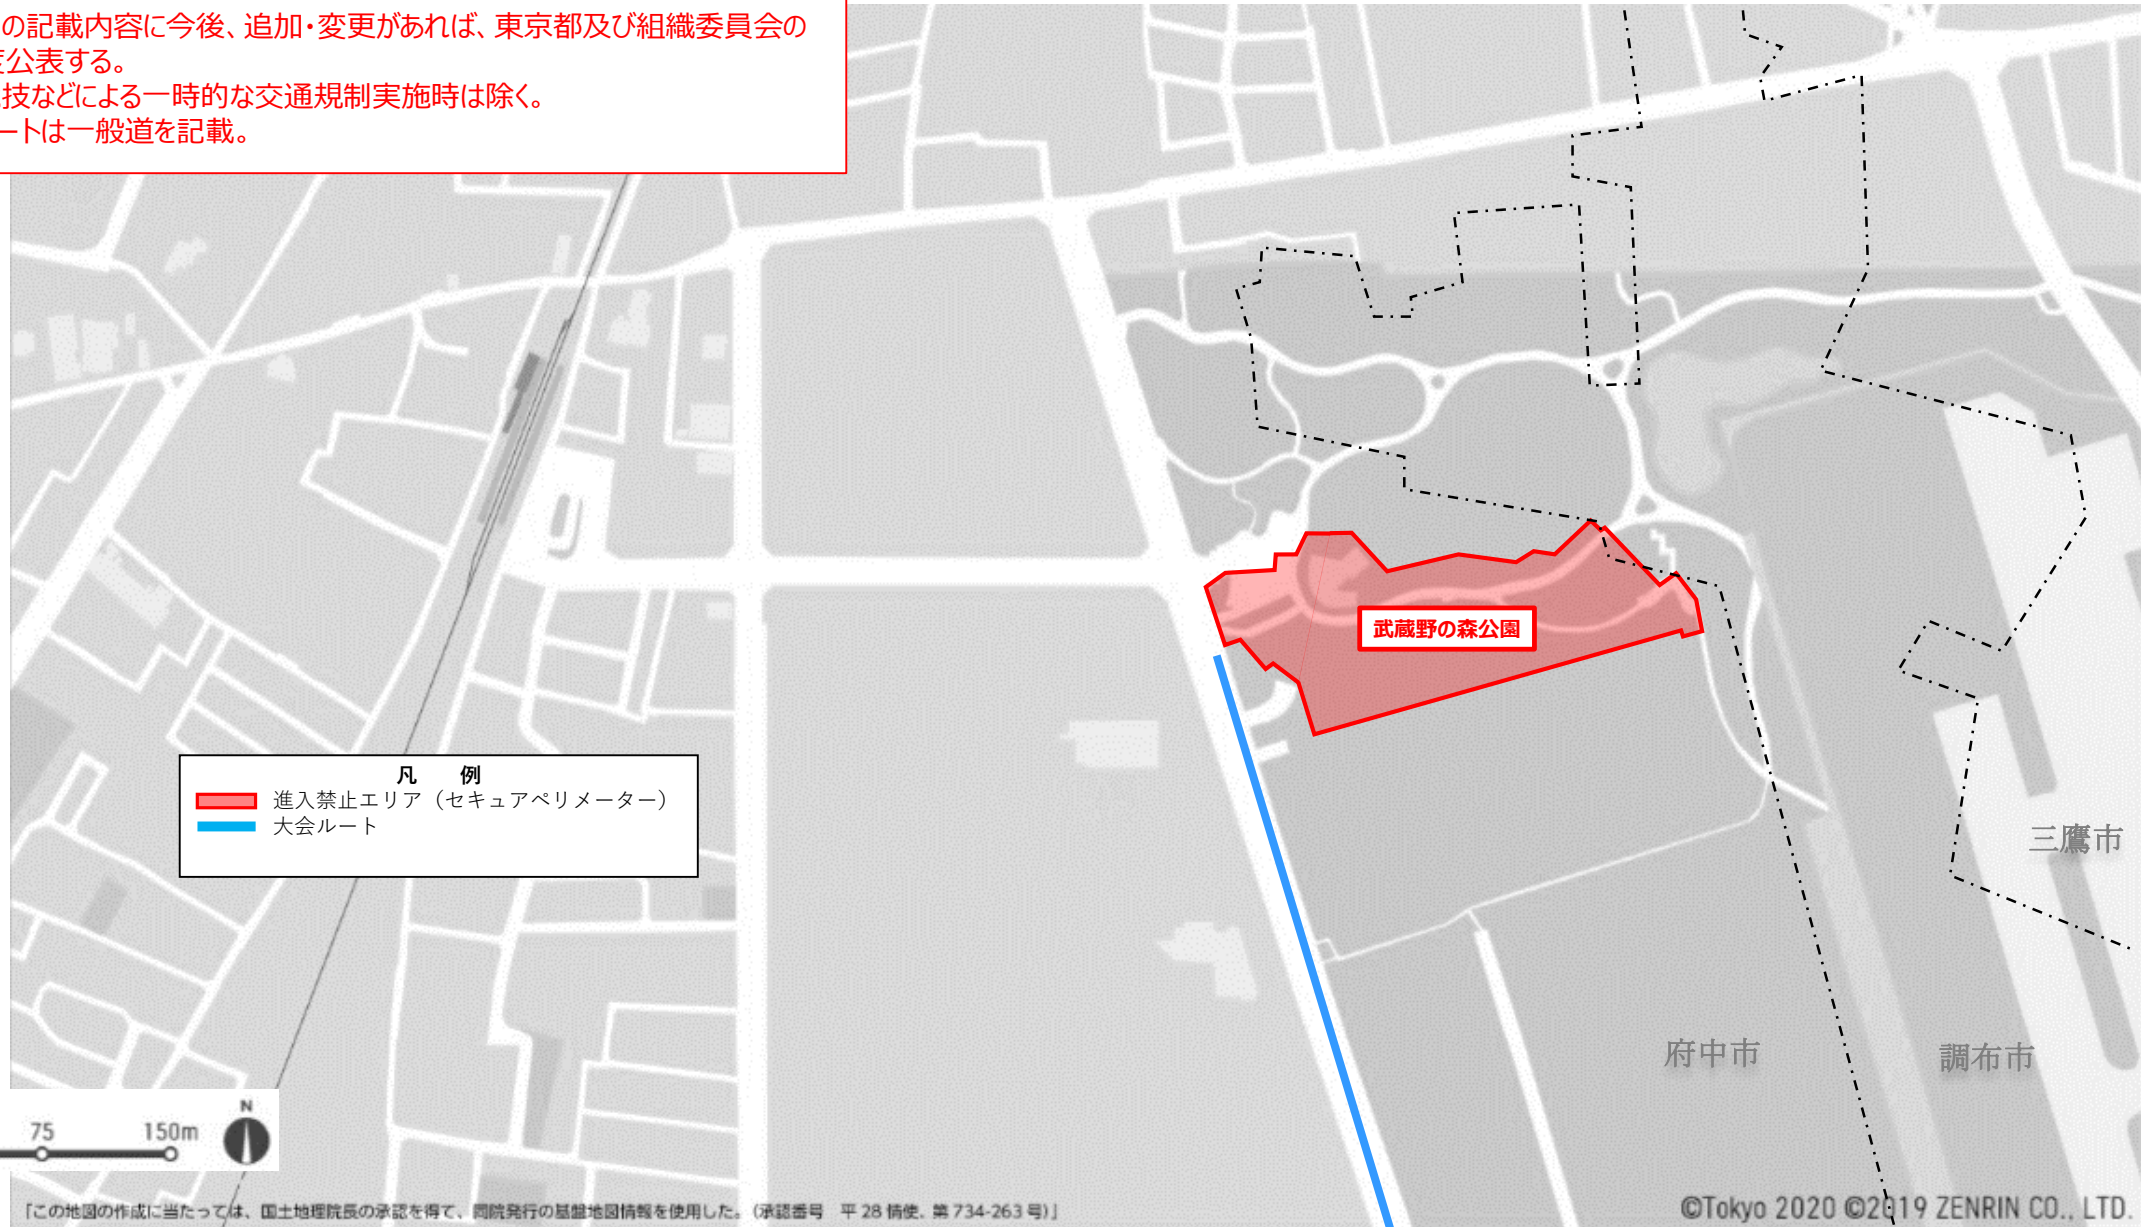 の記載内容に今後、追加・変更があれば、東京都及び組織委員会の
度公表する。
技などによる一時的な交通規制実施時は除く。
ートは一般道を記載。
武蔵野の森公園
凡　例
進入禁止エリア（セキュアペリメーター）
大会ルート
三鷹市
府中市
調布市
75
150m
N
「この地図の作成に当たっては、国土地理院長の承認を得て、同院発行の基盤地図情報を使用した。（承認番号　平 28 情使、第 734-263 号）」
©Tokyo 2020 ©2019 ZENRIN CO., LTD.